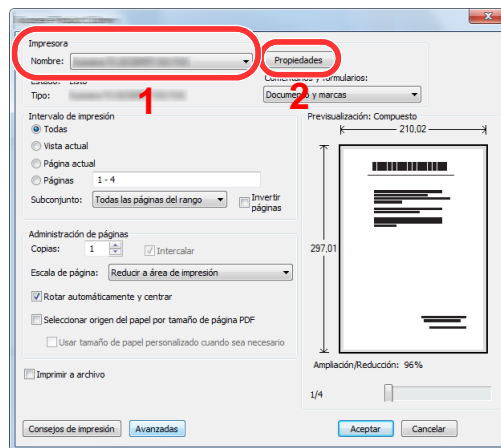 Impresora
Nombre:
Propiedades
Estado: Listo
Comentarios y formularios:
Tipo:
Documento y marcas
1
2
Intervalo de impresión
Todas
Vista actual
Página actual
Páginas 1 - 4
Subconjunto: Todas las páginas del rango
Invertir
páginas
Administración de páginas
Copias: 1 Intercalar
Escala de página: Reducir a área de impresión
Rotar automáticamente y centrar
Seleccionar origen del papel por tamaño de página PDF
Usar tamaño de papel personalizado cuando sea necesario
Imprimir a archivo
Previsualización: Compuesto
210,02
297,01
Ampliación/Reducción: 96%
1/4
Consejos de impresión Avanzadas
Aceptar Cancelar